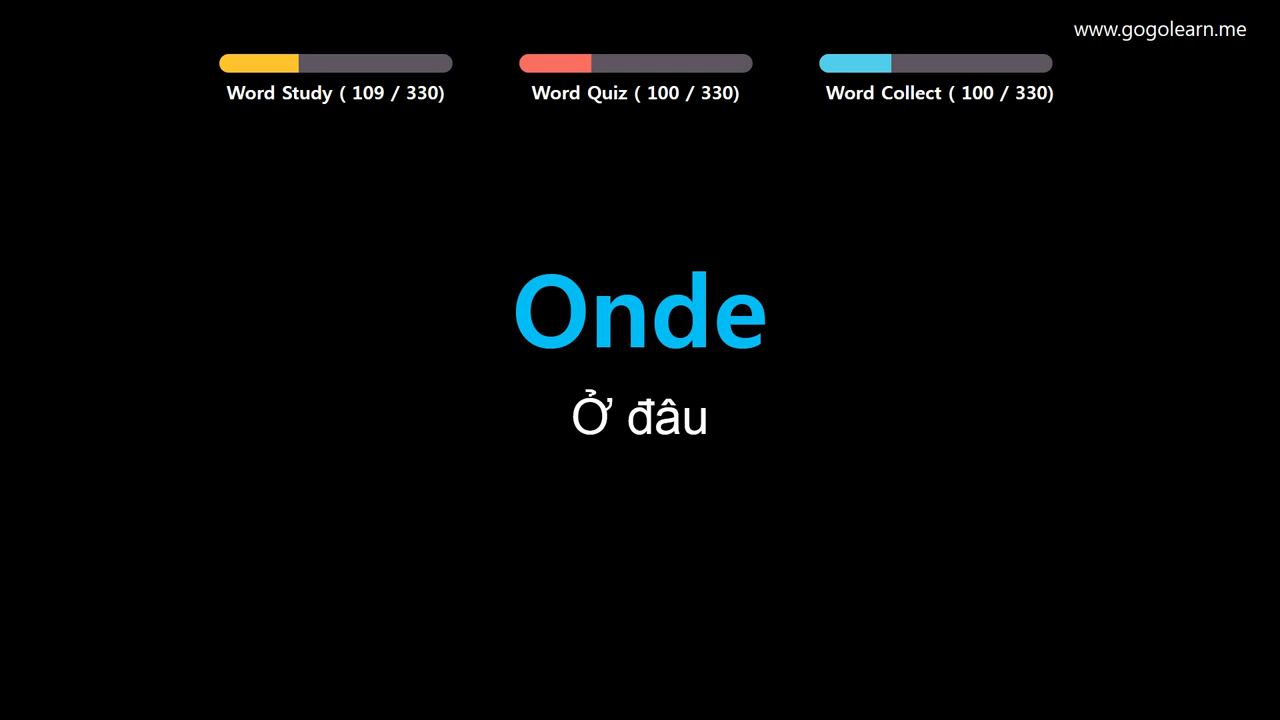 www.gogolearn.me
Word Study ( 109 / 330)
Word Quiz ( 100 / 330)
Word Collect ( 100 / 330)
Onde
Ở đâu